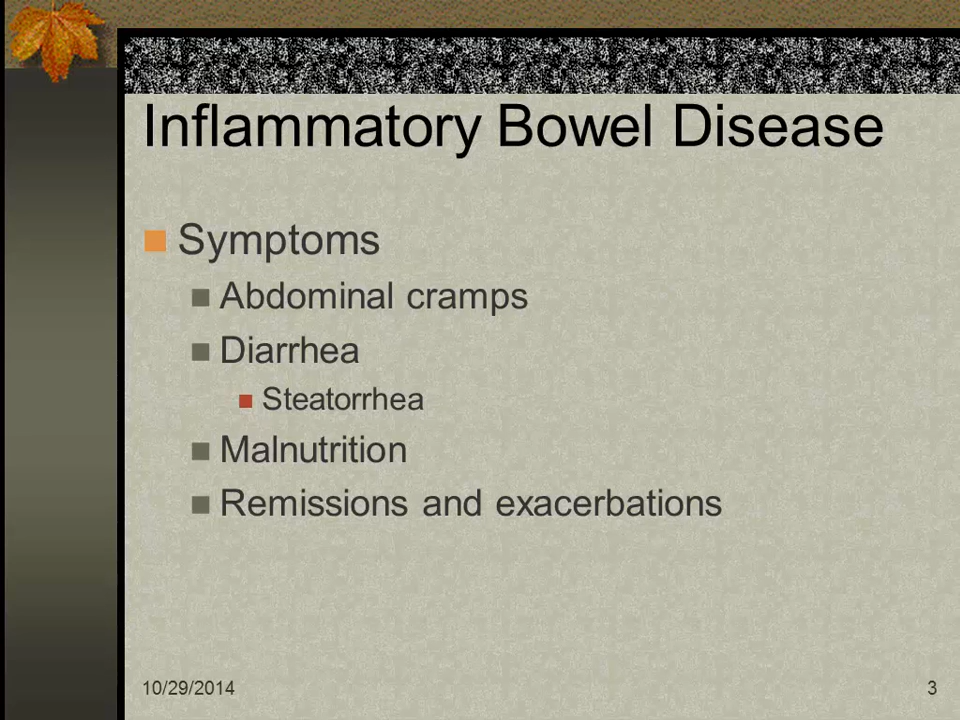 Inflammatory Bowel Disease
Symptoms
Abdominal cramps
Diarrhea
Steatorrhea
Malnutrition
Remissions and exacerbations
10/29/2014
3